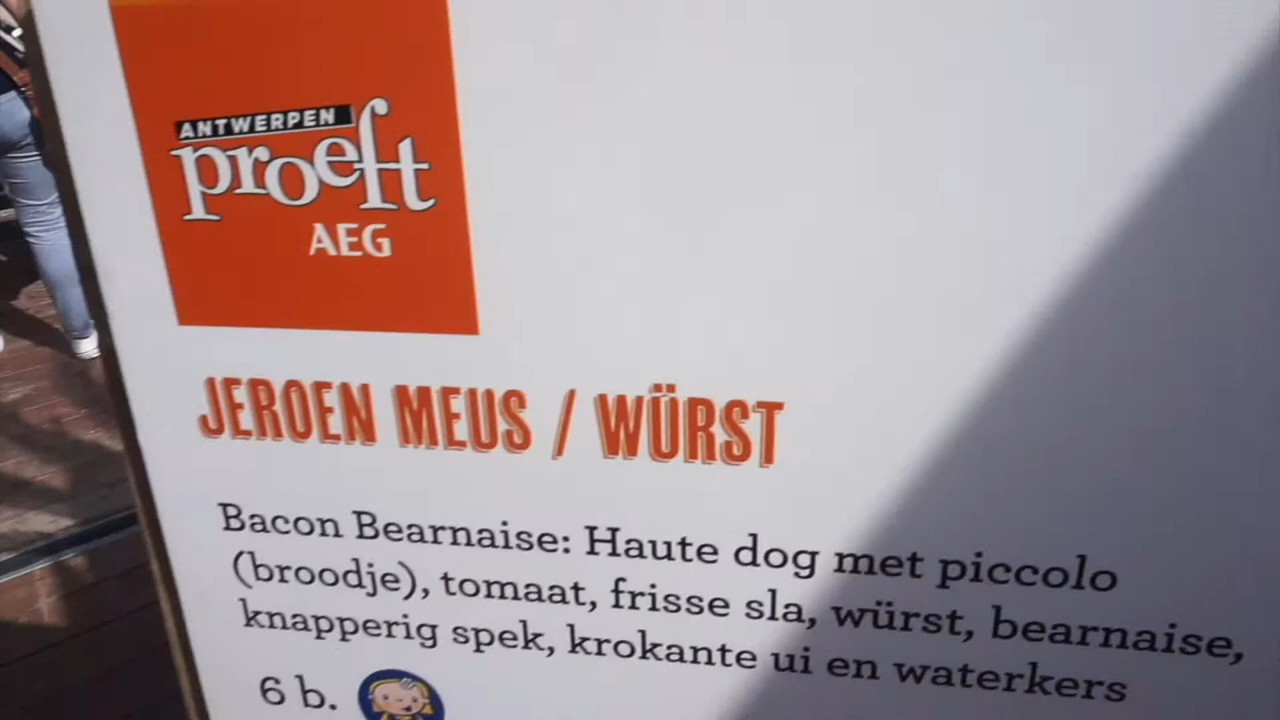 ANTWERPEN
proeft
AEG
JEROEN MEUS / WÜRST
Bacon Bearnaise: Haute dog met piccolo
(broodje), tomaat, frisse sla, würst, bearnaise,
knapperig spek, krokante ui en waterkers
6 b.